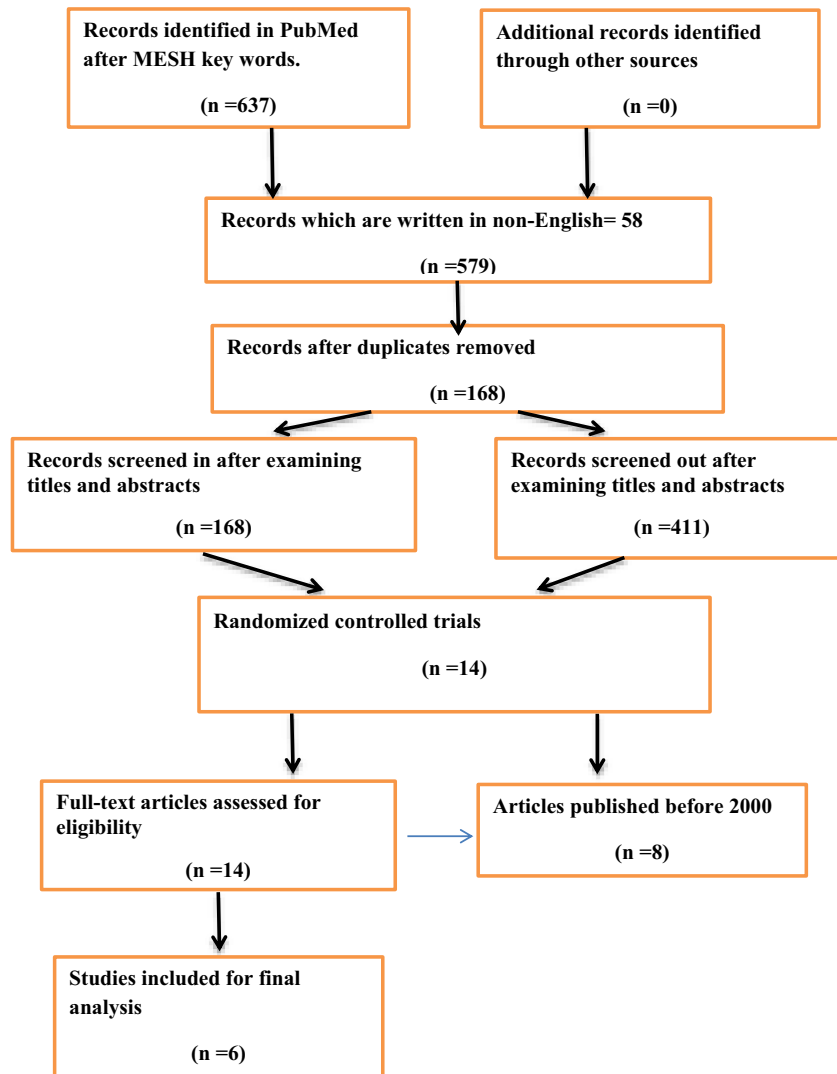 Records identified in PubMed
after MESH key words.
(n =637)
Additional records identified
through other sources
(n =0)
Records which are written in non-English= 58
(n =579)
Records after duplicates removed
(n =168)
Records screened in after examining
titles and abstracts
(n =168)
Records screened out after
examining titles and abstracts
(n =411)
Randomized controlled trials
(n =14)
Full-text articles assessed for
eligibility
(n =14)
Articles published before 2000
(n =8)
Studies included for final
analysis
(n =6)